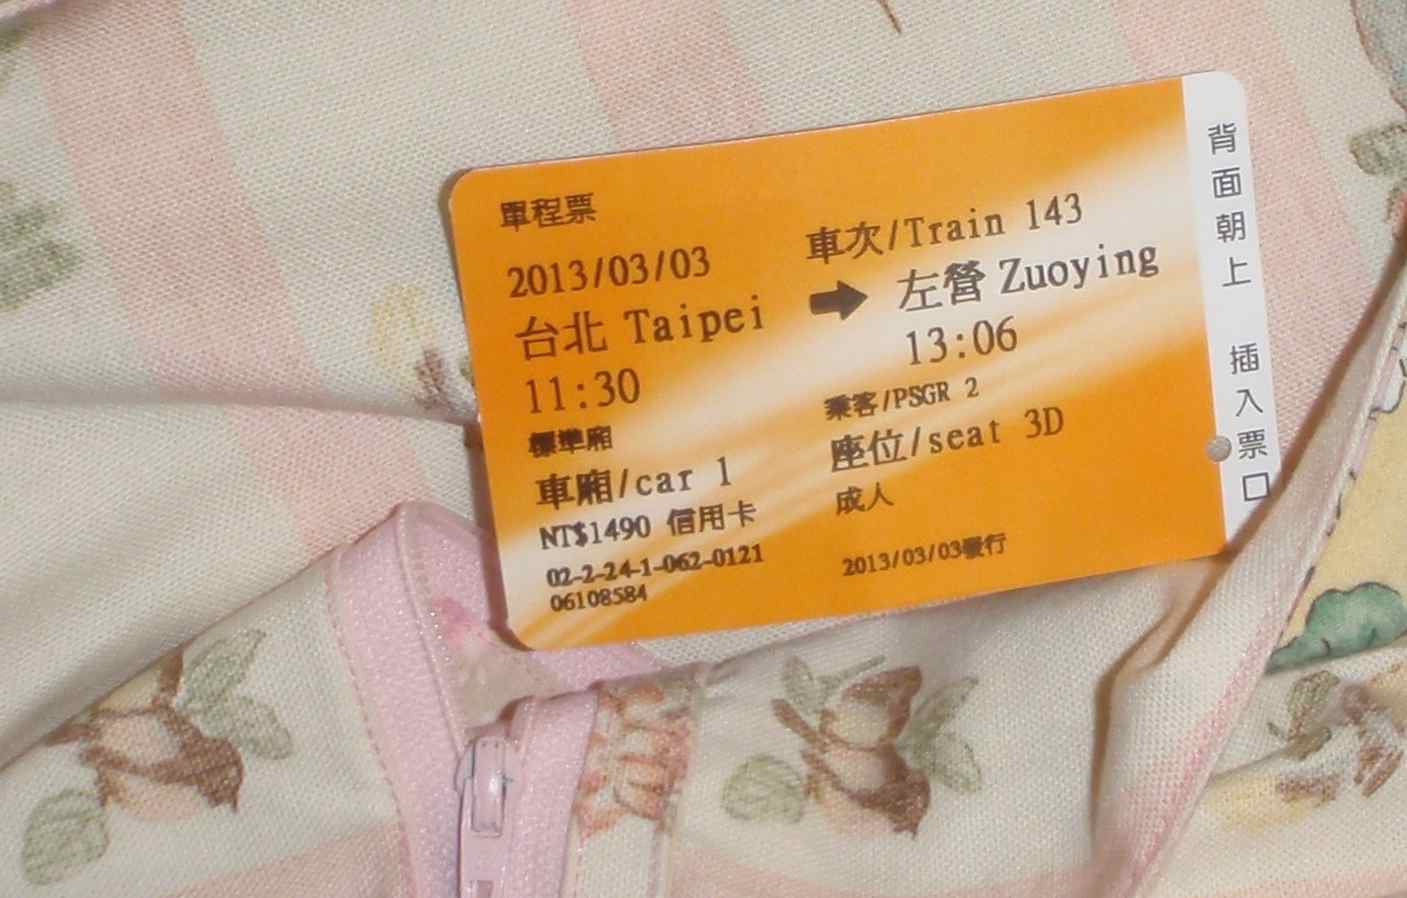 單程票
2013/03/03
車次/Train 143
台北 Taipei ➡ 左營 Zuoying
11:30
13:06
標準廂
乘客/PSGR 2
車廂/car 1
座位/seat 3D
NT$1490 信用卡
成人
02-2-24-1-062-0121
06108584
2013/03/03發行
背面朝上 插入票口